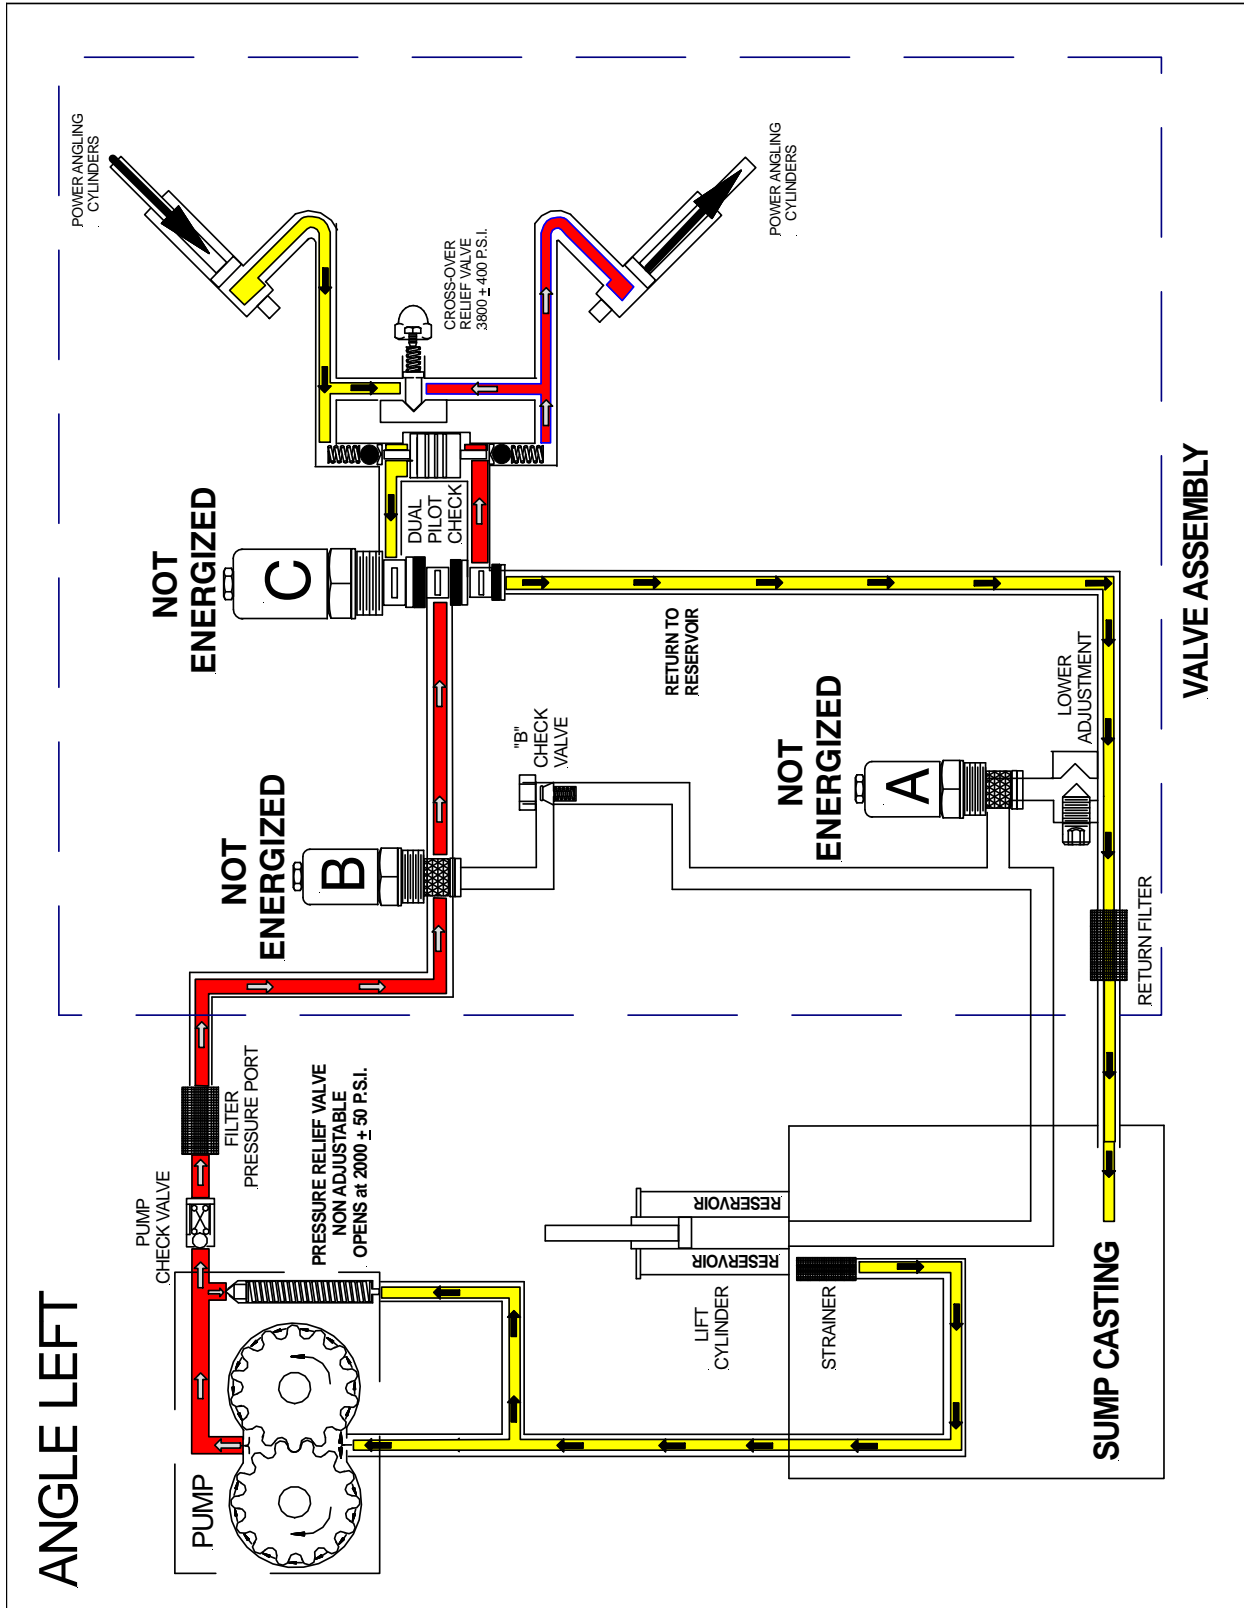 ANGLE LEFT
PUMP
PUMP
CHECK VALVE
FILTER
PRESSURE PORT
PRESSURE RELIEF VALVE
NON ADJUSTABLE
OPENS at 2000 ± 50 P.S.I.
NOT
ENERGIZED
B
NOT
ENERGIZED
C
POWER ANGLING
CYLINDERS
CROSS-OVER
RELIEF VALVE
3800 ± 400 P.S.I.
DUAL
PILOT
CHECK
POWER ANGLING
CYLINDERS
"B"
CHECK
VALVE
RETURN TO
RESERVOIR
NOT
ENERGIZED
A
LOWER
ADJUSTMENT
VALVE ASSEMBLY
RETURN FILTER
LIFT
CYLINDER
RESERVOIR
RESERVOIR
STRAINER
SUMP CASTING